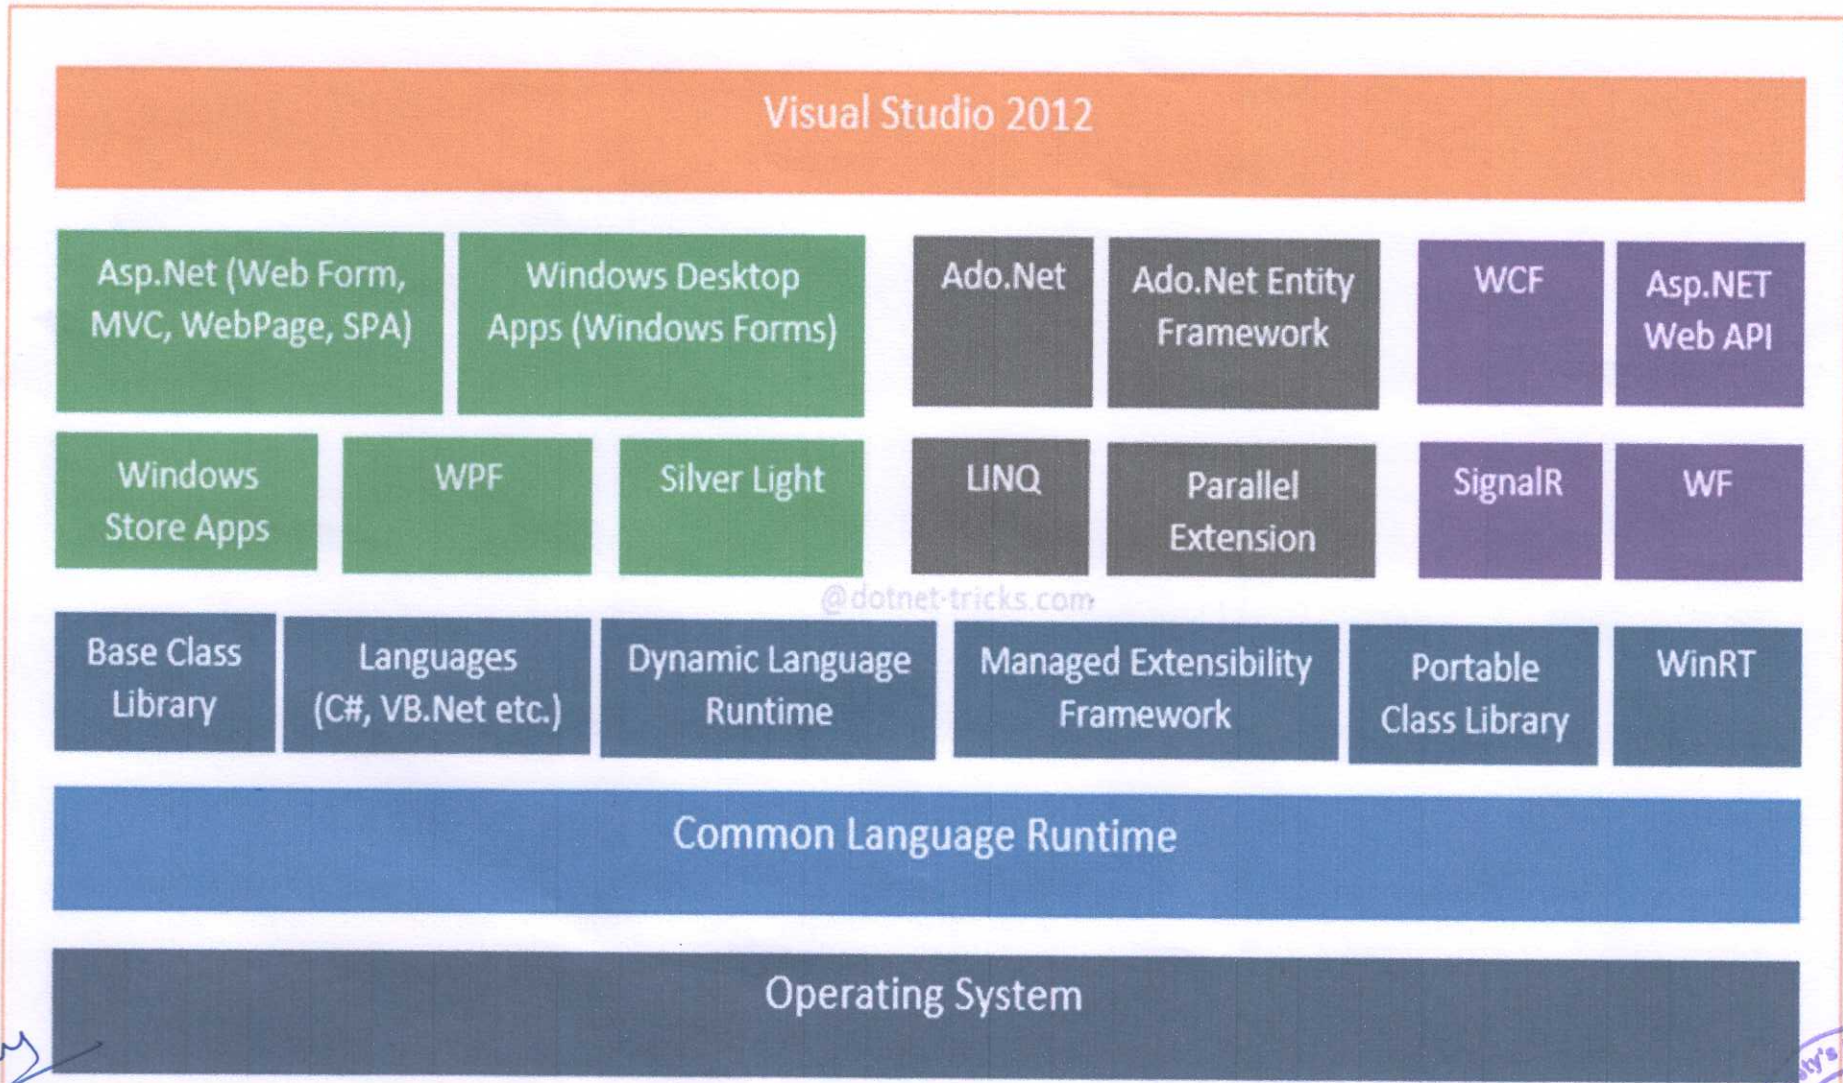 Visual Studio 2012
Asp.Net (Web Form,
MVC, WebPage, SPA)
Windows Desktop
Apps (Windows Forms)
Ado.Net
Ado.Net Entity
Framework
WCF
Asp.NET
Web API
Windows
Store Apps
WPF
Silver Light
LINQ
Parallel
Extension
SignalR
WF
@dotnet-tricks.com
Base Class
Library
Languages
(C#, VB.Net etc.)
Dynamic Language
Runtime
Managed Extensibility
Framework
Portable
Class Library
WinRT
Common Language Runtime
Operating System